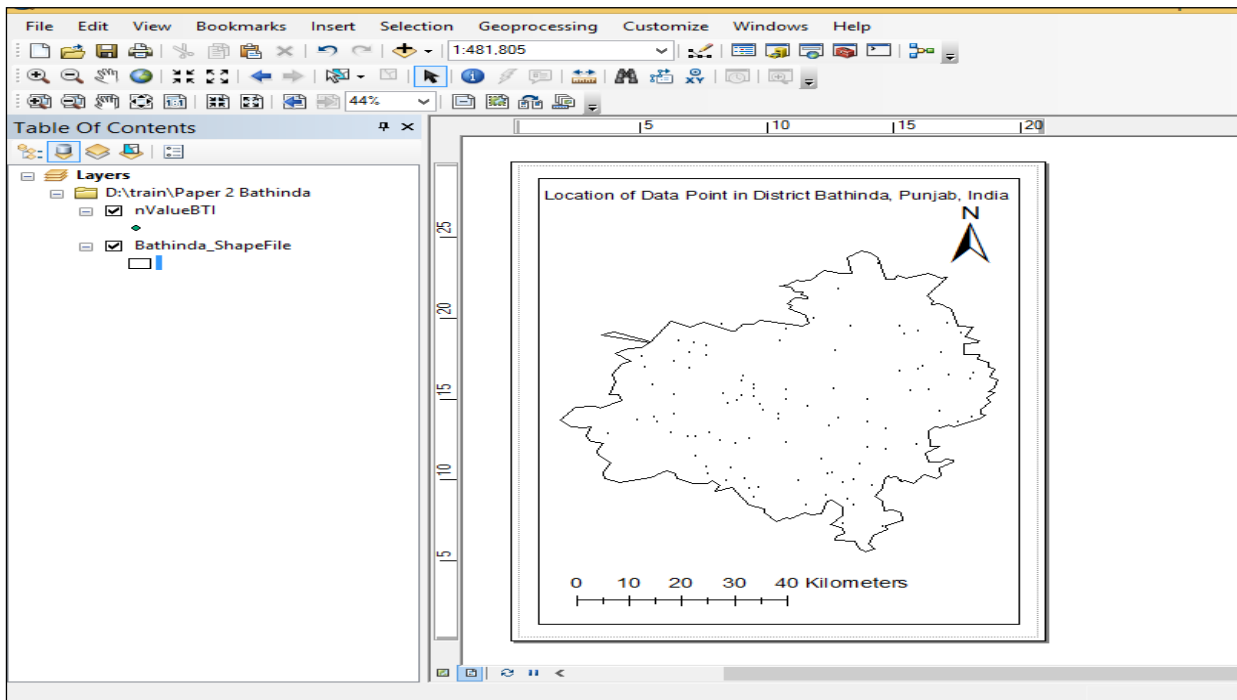 File Edit View Bookmarks Insert Selection Geoprocessing Customize Windows Help
1:481,805
44%
Table Of Contents
Layers
D:\train\Paper 2 Bathinda
nValueBTI
Bathinda_ShapeFile
5 10 15 20
25
20
15
10
5
Location of Data Point in District Bathinda, Punjab, India
N
0 10 20 30 40 Kilometers